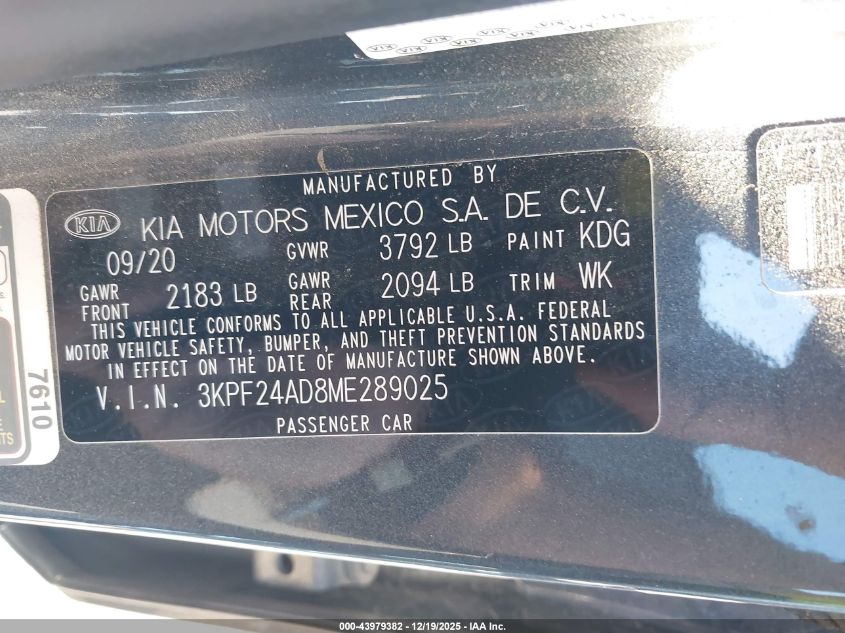 MANUFACTURED BY
KIA KIA MOTORS MEXICO S.A. DE C.V.
09/20 GVWR 3792 LB PAINT KDG
GAWR FRONT 2183 LB GAWR REAR 2094 LB TRIM WK
THIS VEHICLE CONFORMS TO ALL APPLICABLE U.S.A. FEDERAL
MOTOR VEHICLE SAFETY, BUMPER, AND THEFT PREVENTION STANDARDS
IN EFFECT ON THE DATE OF MANUFACTURE SHOWN ABOVE.
V.I.N. 3KPF24AD8ME289025
PASSENGER CAR
7610
000-43979382 - 12/19/2025 - IAA Inc.